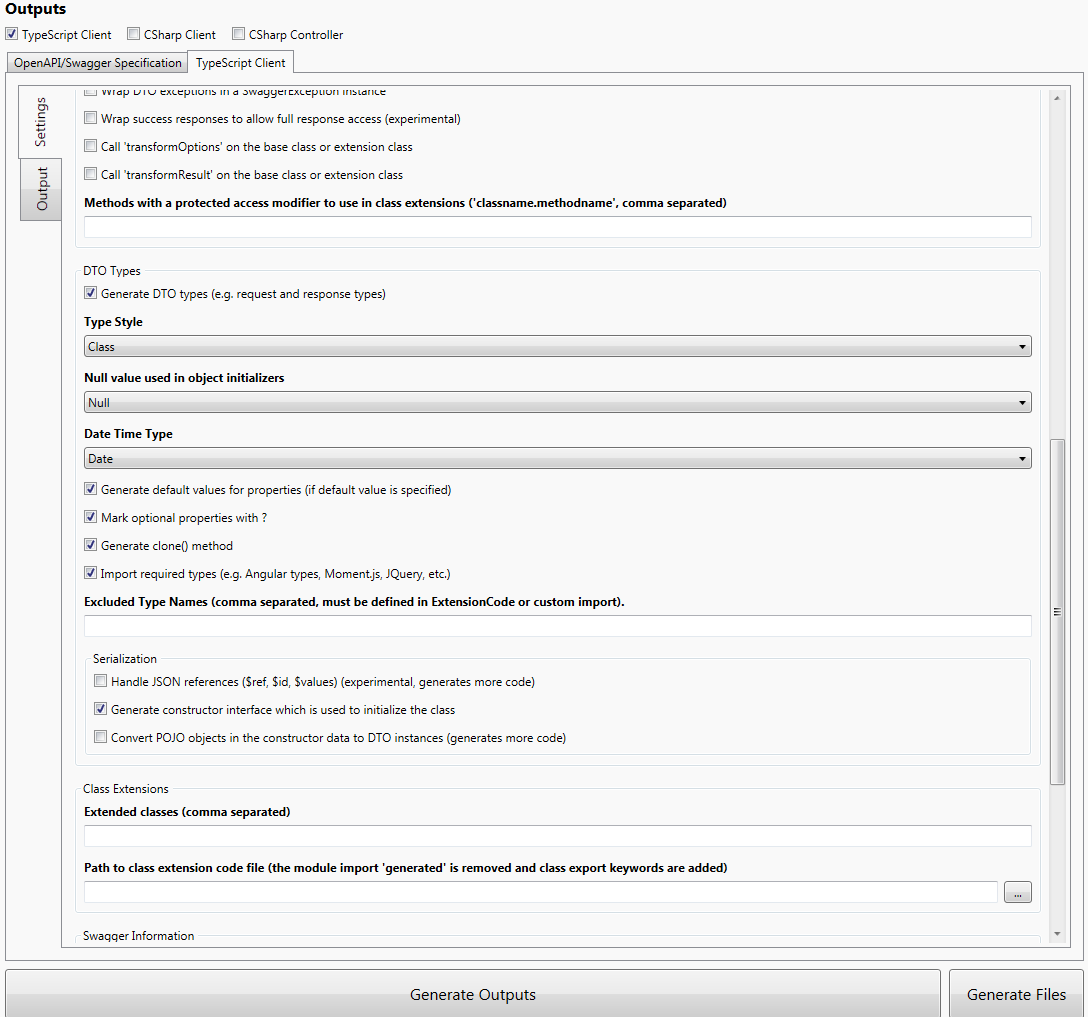 Outputs
TypeScript Client CSharp Client CSharp Controller
OpenAPI/Swagger Specification TypeScript Client
Settings
Output
Wrap DTO exceptions in a SwaggerException instance
Wrap success responses to allow full response access (experimental)
Call 'transformOptions' on the base class or extension class
Call 'transformResult' on the base class or extension class
Methods with a protected access modifier to use in class extensions ('classname.methodname', comma separated)
DTO Types
Generate DTO types (e.g. request and response types)
Type Style
Class
Null value used in object initializers
Null
Date Time Type
Date
Generate default values for properties (if default value is specified)
Mark optional properties with ?
Generate clone() method
Import required types (e.g. Angular types, Moment.js, JQuery, etc.)
Excluded Type Names (comma separated, must be defined in ExtensionCode or custom import).
Serialization
Handle JSON references ($ref, $id, $values) (experimental, generates more code)
Generate constructor interface which is used to initialize the class
Convert POJO objects in the constructor data to DTO instances (generates more code)
Class Extensions
Extended classes (comma separated)
Path to class extension code file (the module import 'generated' is removed and class export keywords are added)
...
Swagger Information
Generate Outputs Generate Files